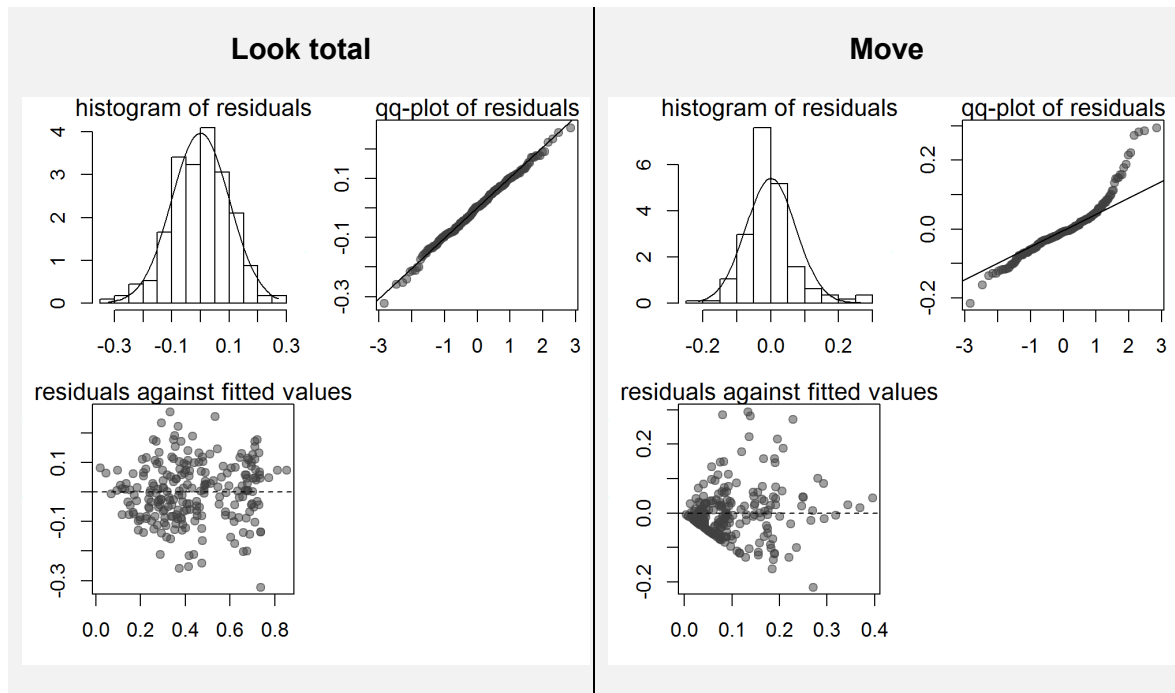 Look total
histogram of residuals
4
3
2
1
0
-0.3 -0.1 0.1 0.3
qq-plot of residuals
0.1
-0.1
-0.3
-3 -1 0 1 2 3
residuals against fitted values
0.1
-0.1
-0.3
0.0 0.2 0.4 0.6 0.8
Move
histogram of residuals
6
4
2
0
-0.2 0.0 0.2
qq-plot of residuals
0.2
0.0
-0.2
-3 -1 0 1 2 3
residuals against fitted values
0.2
0.0
-0.2
0.0 0.1 0.2 0.3 0.4